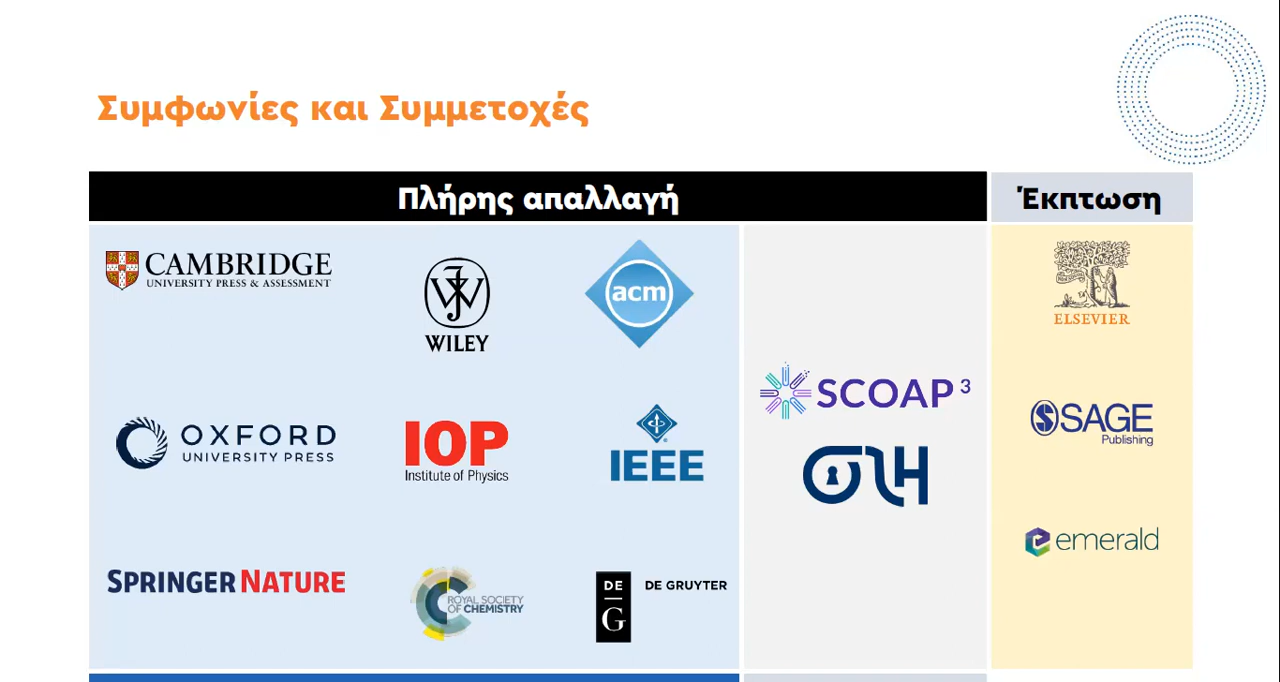 Συμφωνίες και Συμμετοχές
Πλήρης απαλλαγή
Έκπτωση
CAMBRIDGE
UNIVERSITY PRESS & ASSESSMENT
WILEY
acm
OXFORD
UNIVERSITY PRESS
IOP
Institute of Physics
IEEE
SPRINGER NATURE
ROYAL SOCIETY
OF CHEMISTRY
DE
G
DE GRUYTER
SCOAP³
OLH
ELSEVIER
SAGE
Publishing
emerald